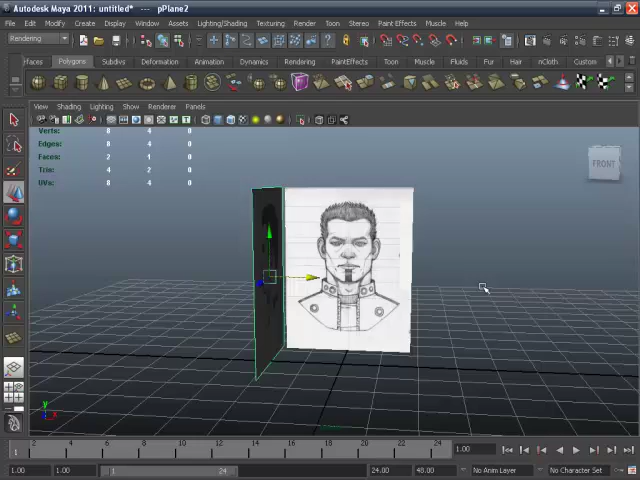 Autodesk Maya 2011: untitled* --- pPlane2
File Edit Modify Create Display Window Assets Lighting/Shading Texturing Render Toon Stereo Paint Effects Muscle Help
Rendering
Faces Polygons Subdivs Deformation Animation Dynamics Rendering PaintEffects Toon Muscle Fluids Fur Hair nCloth Custom
View Shading Lighting Show Renderer Panels
Verts: 8 4 0
Edges: 8 4 0
Faces: 2 1 0
Tris: 4 2 0
UVs: 8 4 0
FRONT
y
x
1 2 4 6 8 10 12 14 16 18 20 22 24 1.00
1.00 1.00 1 24 24.00 48.00 No Anim Layer No Character Set